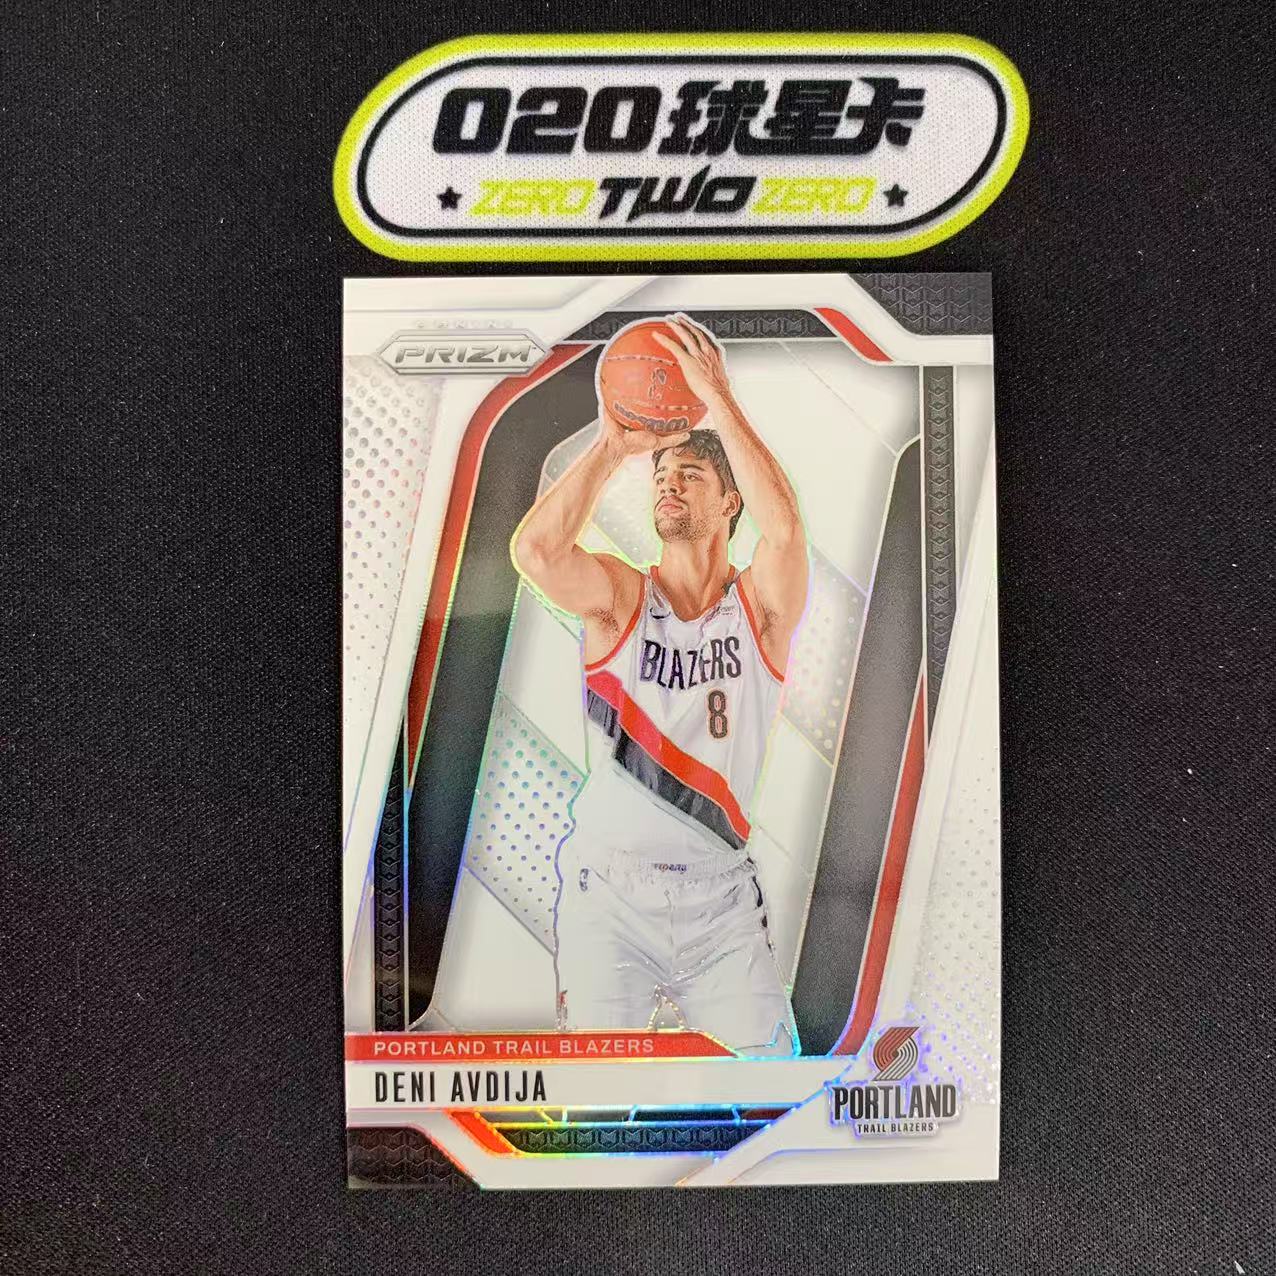 020球星卡
ZERO TWO ZERO
PANINI
PRIZM
BLAZERS
8
PORTLAND TRAIL BLAZERS
DENI AVDIJA
PORTLAND
TRAIL BLAZERS